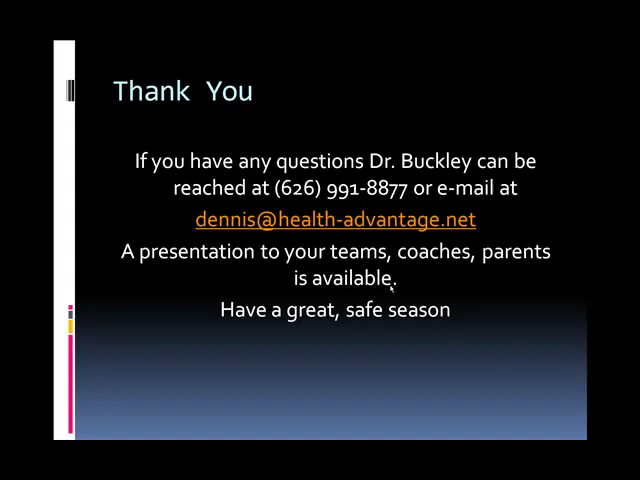 Thank You
If you have any questions Dr. Buckley can be
reached at (626) 991-8877 or e-mail at
dennis@health-advantage.net
A presentation to your teams, coaches, parents
is available.
Have a great, safe season